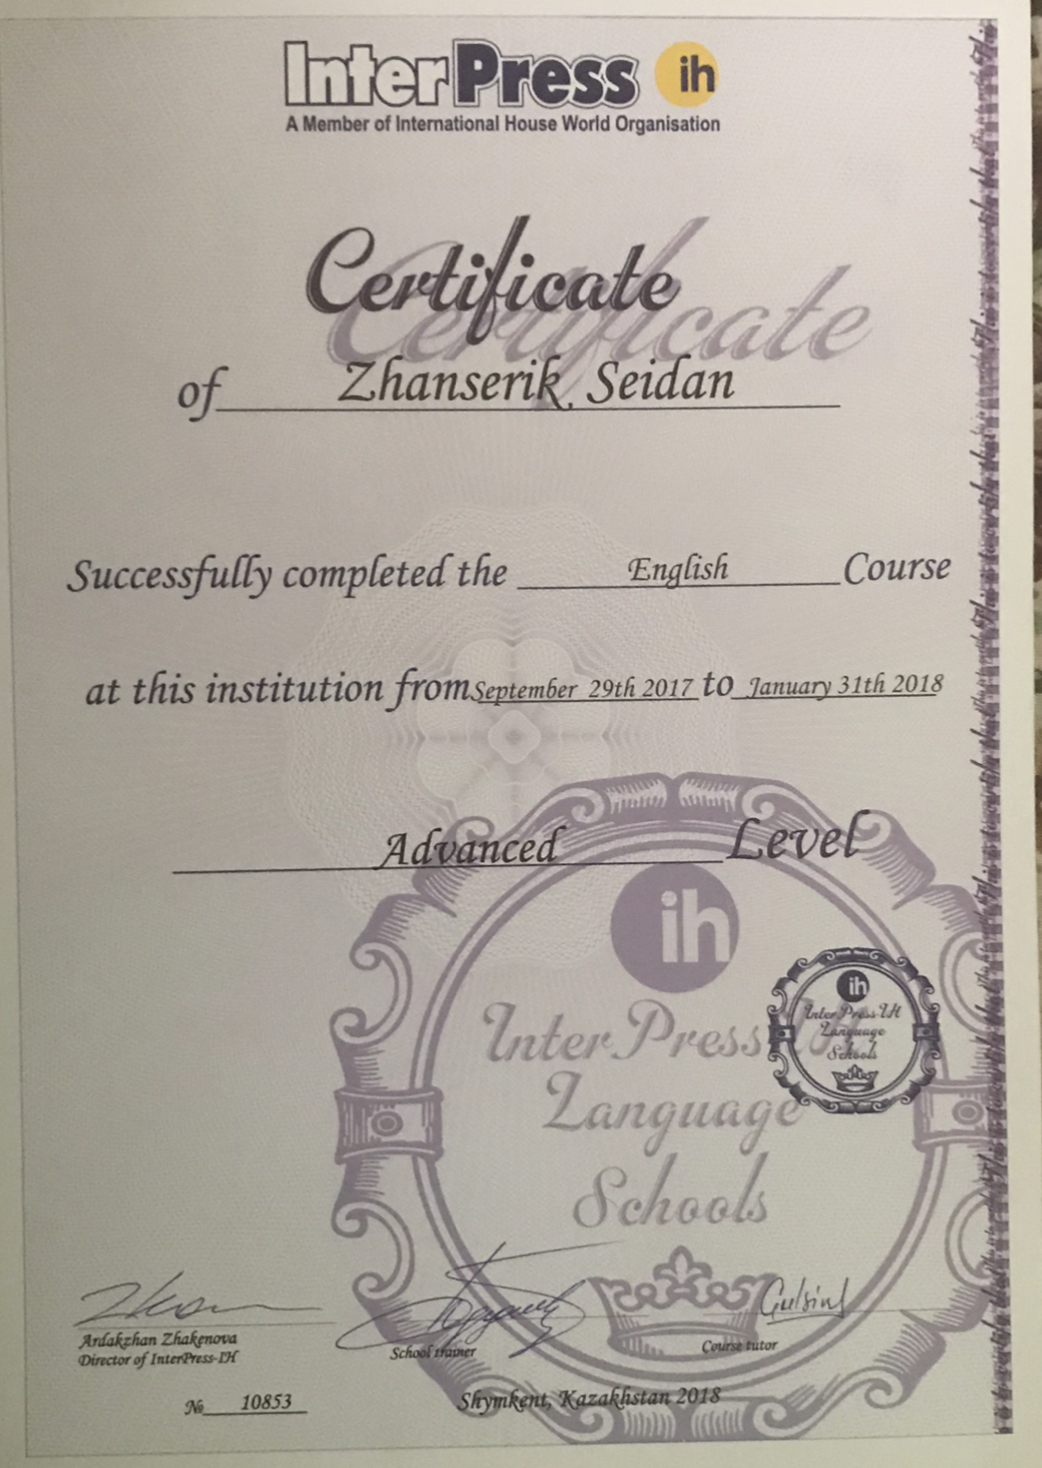 InterPress ih
A Member of International House World Organisation
Certificate
Certificate
of Zhanserik Seidan
Successfully completed the English Course
at this institution from September 29th 2017 to January 31th 2018
Advanced Level
ih
InterPress
Language
Schools
ih
InterPress IH
Language
Schools
Ardakzhan Zhakenova
Director of InterPress-IH
School trainer
Gulsim
Course tutor
№ 10853
Shymkent, Kazakhstan 2018